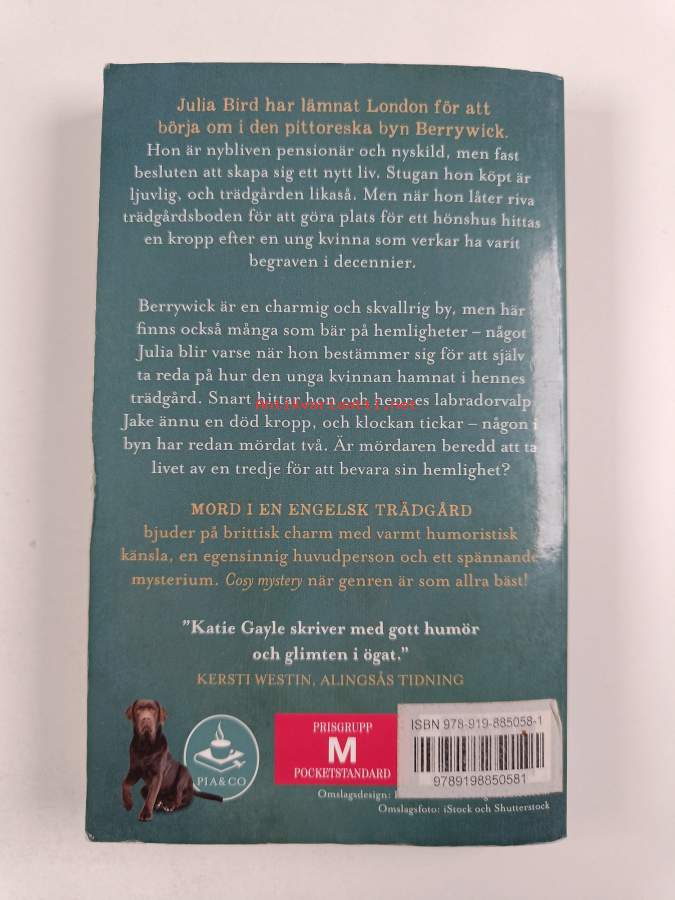 Julia Bird har lämnat London för att
börja om i den pittoreska byn Berrywick.
Hon är nybliven pensionär och nyskild, men fast
besluten att skapa sig ett nytt liv. Stugan hon köpt är
ljuvlig, och trädgården likaså. Men när hon låter riva
trädgårdsboden för att göra plats för ett hönshus hittas
en kropp efter en ung kvinna som verkar ha varit
begraven i decennier.
Berrywick är en charmig och skvallrig by, men här
finns också många som bär på hemligheter – något
Julia blir varse när hon bestämmer sig för att själv
ta reda på hur den unga kvinnan hamnat i hennes
trädgård. Snart hittar hon och hennes labradorvalp
antikvariaatti.net
Jake ännu en död kropp, och klockan tickar – någon i
byn har redan mördat två. Är mördaren beredd att ta
livet av en tredje för att bevara sin hemlighet?
MORD I EN ENGELSK TRÄDGÅRD
bjuder på brittisk charm med varmt humoristisk
känsla, en egensinnig huvudperson och ett spännande
mysterium. Cosy mystery när genren är som allra bäst!
”Katie Gayle skriver med gott humör
och glimten i ögat.”
KERSTI WESTIN, ALINGSÅS TIDNING
PIA & CO
PRISGRUPP
M
POCKETSTANDARD
ISBN 978-919-885058-1
9789198850581
Omslagsdesign:
Omslagsfoto: iStock och Shutterstock